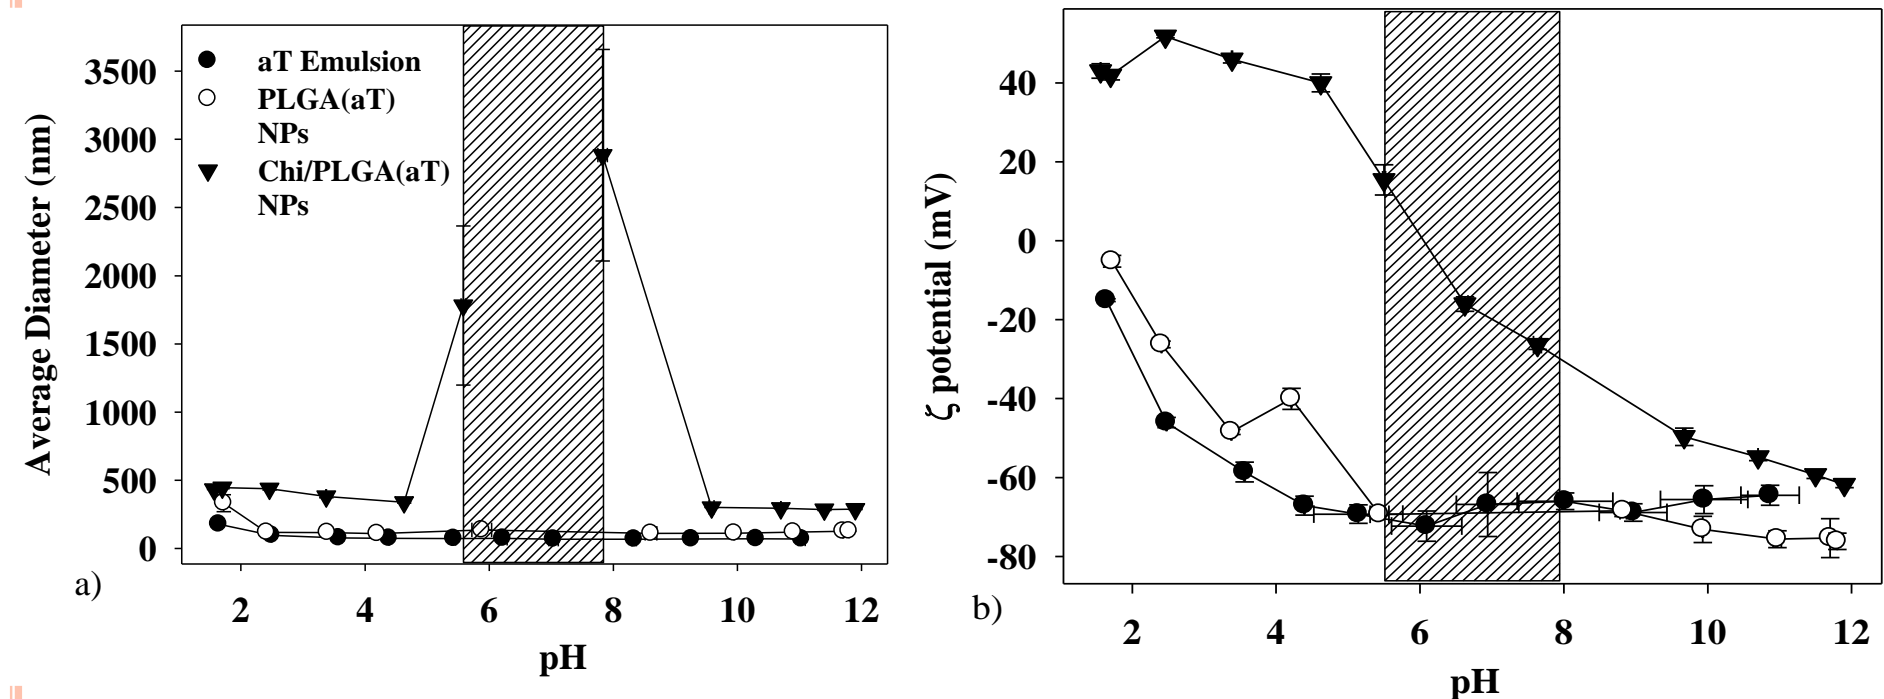 3500
3000
2500
2000
1500
1000
500
0
Average Diameter (nm)
aT Emulsion
PLGA(aT)
NPs
Chi/PLGA(aT)
NPs
a)
2 4 6 8 10 12
pH
40
20
0
-20
-40
-60
-80
ζ potential (mV)
b)
2 4 6 8 10 12
pH